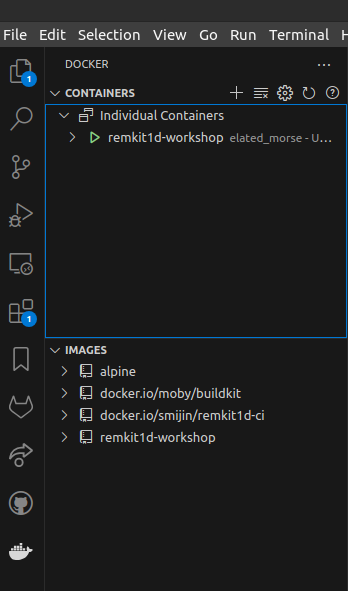 File Edit Selection View Go Run Terminal
DOCKER
CONTAINERS
Individual Containers
remkit1d-workshop elated_morse - U...
IMAGES
alpine
docker.io/moby/buildkit
docker.io/smijin/remkit1d-ci
remkit1d-workshop
1
1